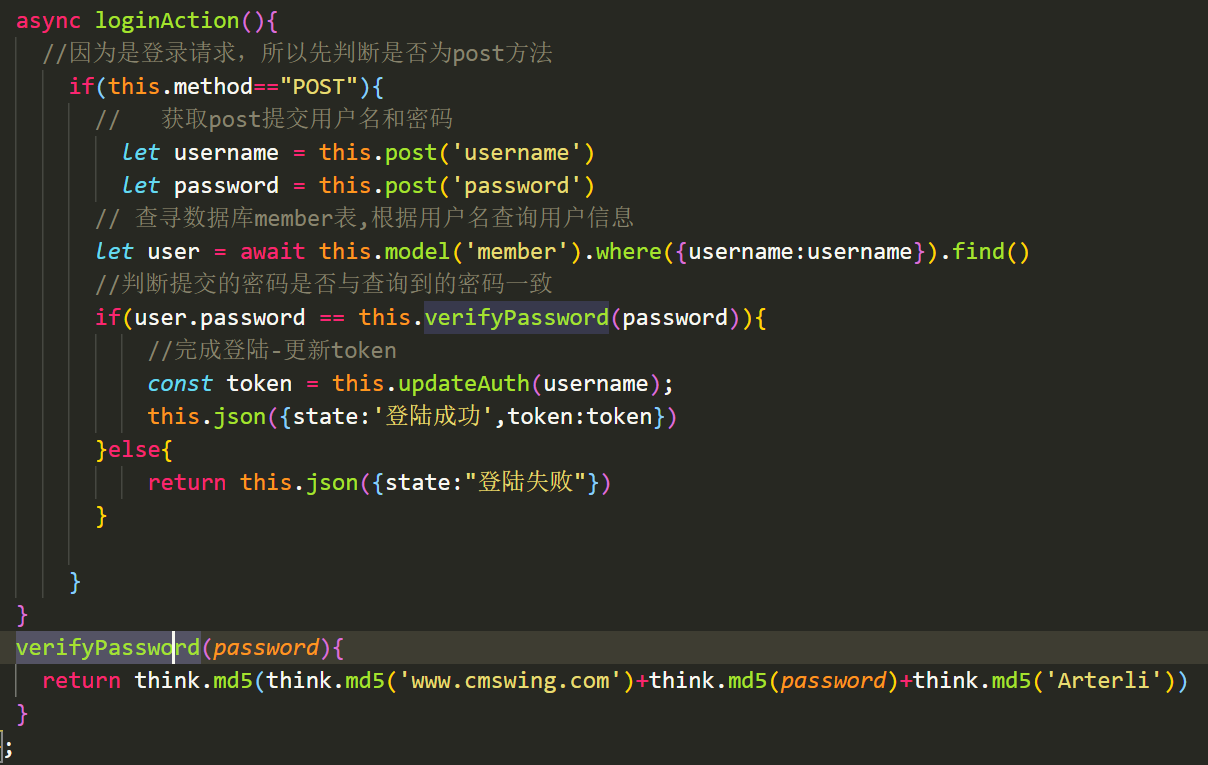 async loginAction(){
//因为是登录请求，所以先判断是否为post方法
if(this.method=="POST"){
// 获取post提交用户名和密码
let username = this.post('username')
let password = this.post('password')
// 查寻数据库member表,根据用户名查询用户信息
let user = await this.model('member').where({username:username}).find()
//判断提交的密码是否与查询到的密码一致
if(user.password == this.verifyPassword(password)){
//完成登陆-更新token
const token = this.updateAuth(username);
this.json({state:'登陆成功',token:token})
}else{
return this.json({state:"登陆失败"})
}
}
}
verifyPassword(password){
return think.md5(think.md5('www.cmswing.com')+think.md5(password)+think.md5('Arterli'))
}
};